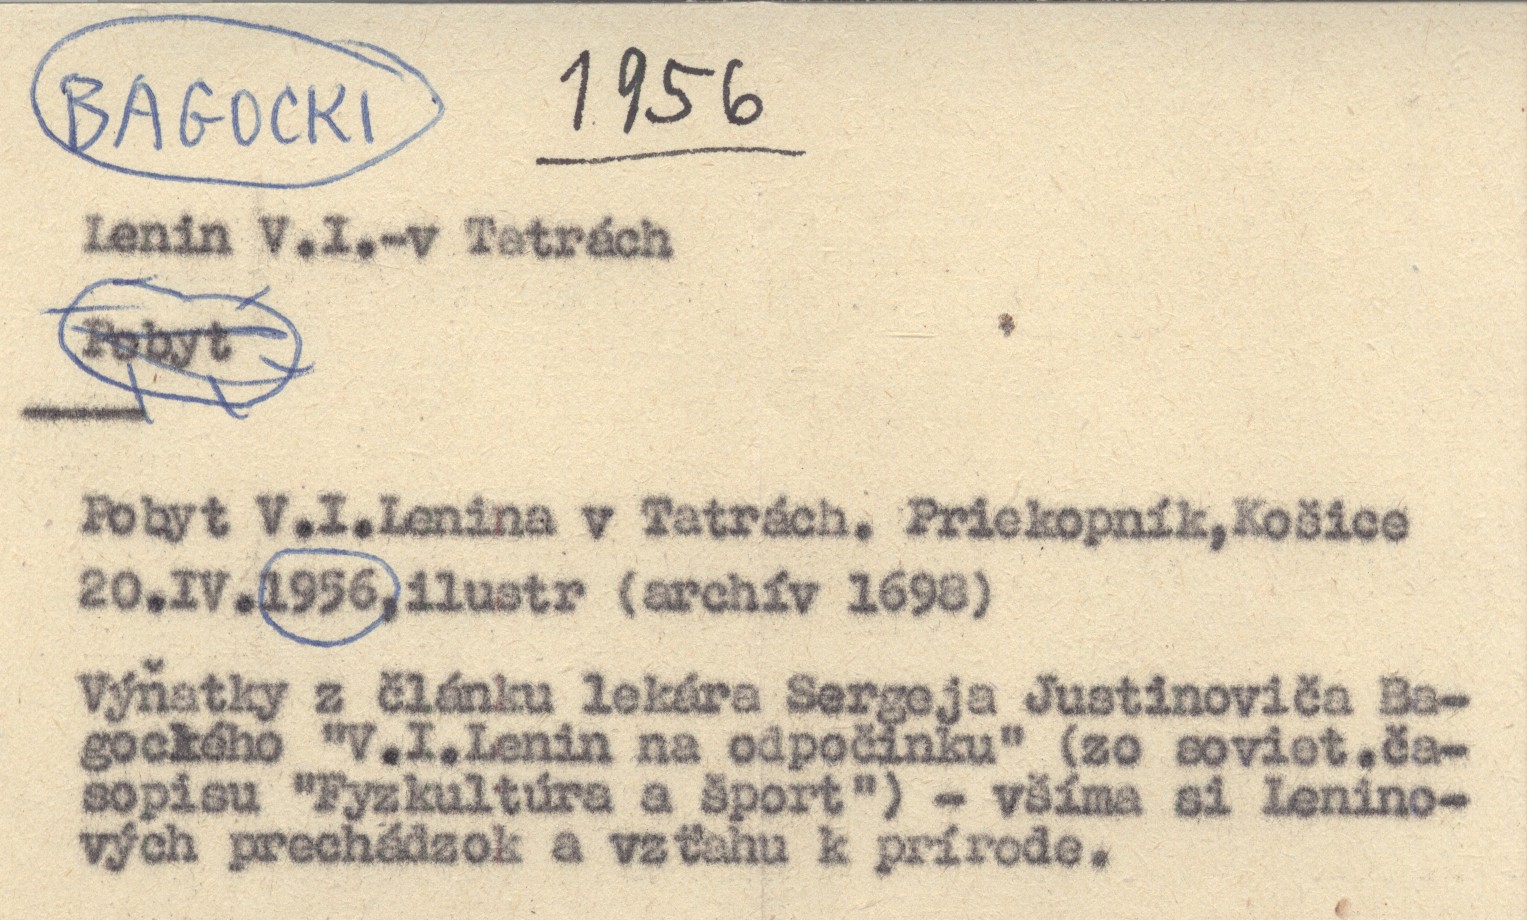 BAGOCKI 1956
Lenin V.I.-v Tatrách
Pobyt
Pobyt V.I.Lenina v Tatrách. Priekopník,Košice
20.IV.1956,ilustr (archív 1698)
Výňatky z článku lekára Sergeja Justinoviča Ba-
gockého "V.I.Lenin na odpočinku" (zo soviet.ča-
sopisu "Fyzkultúra a šport") - všíma si Lenino-
vých prechádzok a vzťahu k prírode.